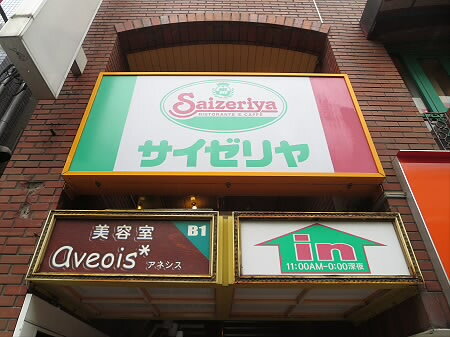 Saizeriya
RISTORANTE E CAFFÈ
サイゼリヤ
美容室
B1
aveois*
アネシス
in
11:00AM-0:00深夜